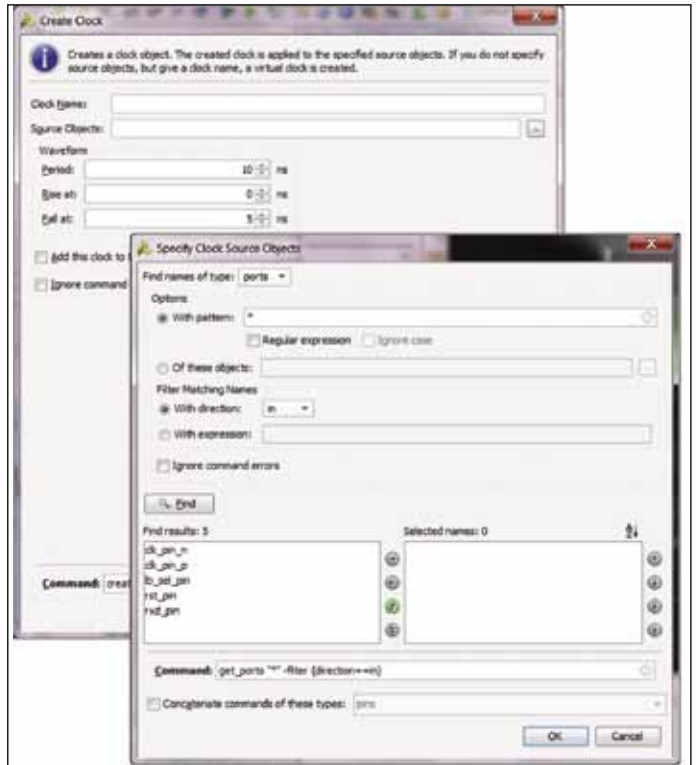 Create Clock
Creates a clock object. The created clock is applied to the specified source objects. If you do not specify
source objects, but give a clock name, a virtual clock is created.
Clock Name:
Source Objects:
Waveform
Period: 10 ns
Rise at: 0 ns
Fall at: 5 ns
Add this clock to
Ignore command
Command: creat
Specify Clock Source Objects
Find names of type: ports
Options
With pattern: *
Regular expression Ignore case
Of these objects:
Filter Matching Names
With direction: in
With expression:
Ignore command errors
Find
Find results: 5
Selected names: 0
clk_pin_n
clk_pin_p
lb_sel_pin
rst_pin
rxd_pin
Command: get_ports "*" -filter {direction==in}
Concatenate commands of these types: pins
OK Cancel